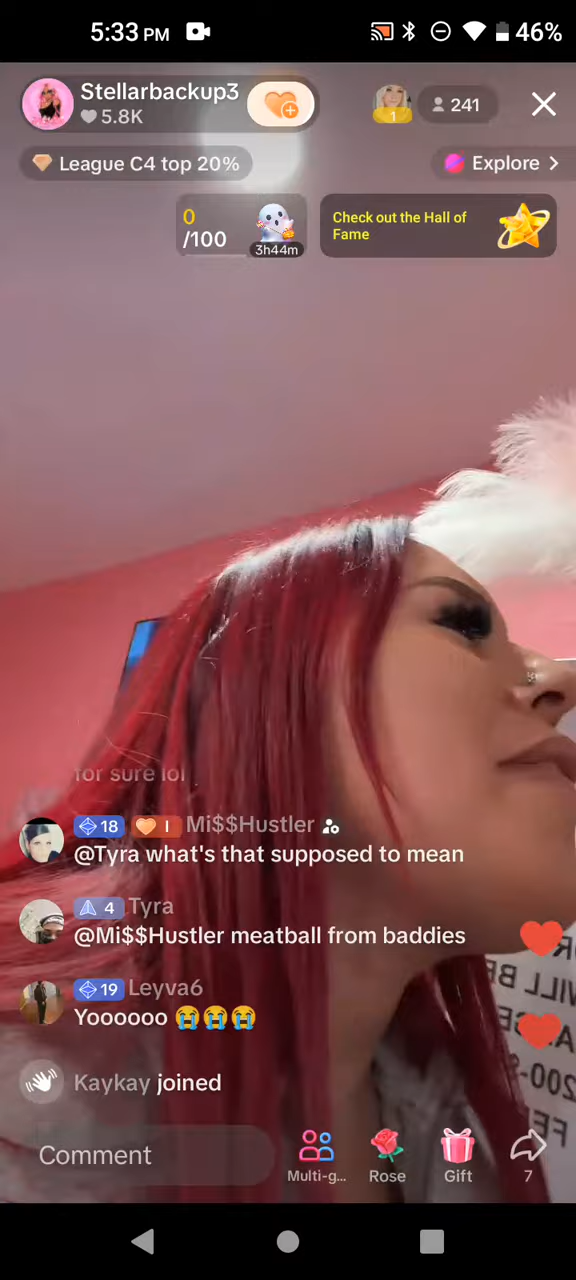 5:33 PM
46%
Stellarbackup3
5.8K
1
241
League C4 top 20%
Explore >
0
/100
3h44m
Check out the Hall of
Fame
for sure lol
18 I Mi$$Hustler
@Tyra what's that supposed to mean
4 Tyra
@Mi$$Hustler meatball from baddies
19 Leyva6
Yoooooo 😭😭😭
Kaykay joined
Comment
Multi-g...
Rose
Gift
7